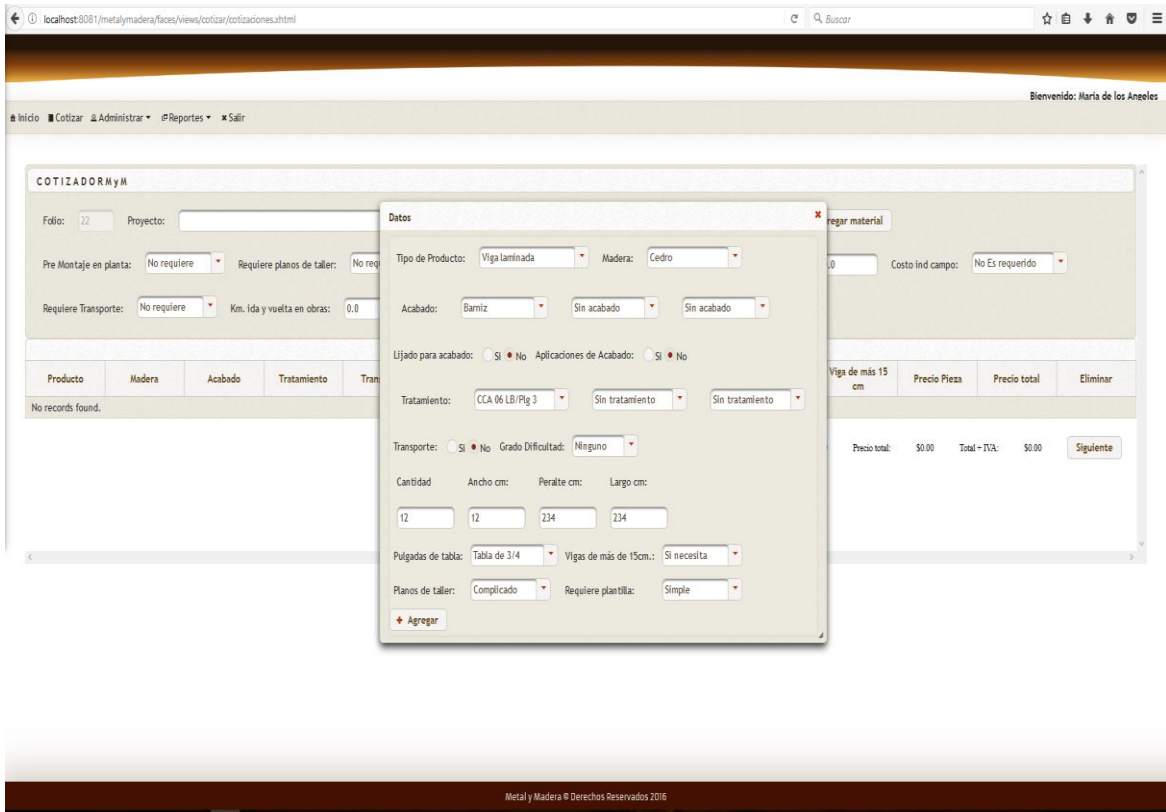 localhost:8081/metalymadera/faces/views/cotizar/cotizaciones.xhtml
Buscar
Bienvenido: Maria de los Angeles
Inicio Cotizar Administrar Reportes Salir
COTIZADORMyM
Folio: 22 Proyecto:
regar material
Pre Montaje en planta: No requiere Requiere planos de taller: No req
.0 Costo ind campo: No Es requerido
Requiere Transporte: No requiere Km. ida y vuelta en obras: 0.0
Producto Madera Acabado Tratamiento Tran
Viga de más 15 cm Precio Pieza Precio total Eliminar
No records found.
Precio total: $0.00 Total + IVA: $0.00 Siguiente
Datos
Tipo de Producto: Viga laminada Madera: Cedro
Acabado: Barniz Sin acabado Sin acabado
Lijado para acabado: Si No Aplicaciones de Acabado: Si No
Tratamiento: CCA 06 LB/Plg 3 Sin tratamiento Sin tratamiento
Transporte: Si No Grado Dificultad: Ninguno
Cantidad Ancho cm: Peralte cm: Largo cm:
12 12 234 234
Pulgadas de tabla: Tabla de 3/4 Vigas de más de 15cm.: Si necesita
Planos de taller: Complicado Requiere plantilla: Simple
+ Agregar
Metal y Madera © Derechos Reservados 2016